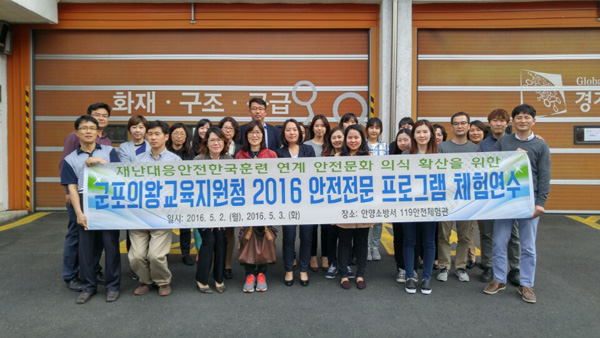 화재·구조·구급
Global
경기
재난대응안전한국훈련 연계 안전문화 의식 확산을 위한
군포의왕교육지원청 2016 안전전문 프로그램 체험연수
일시: 2016. 5. 2. (월), 2016. 5. 3. (화) 장소: 안양소방서 119안전체험관